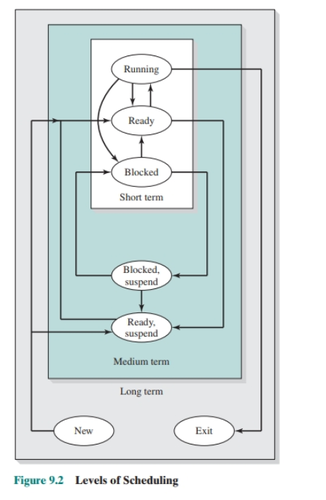 Running
Ready
Blocked
Short term
Blocked,
suspend
Ready,
suspend
Medium term
Long term
New
Exit
Figure 9.2 Levels of Scheduling